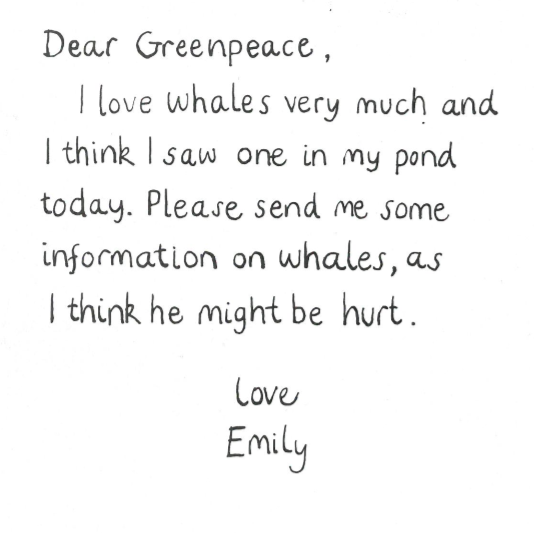 Dear Greenpeace,
I love whales very much and
I think I saw one in my pond
today. Please send me some
information on whales, as
I think he might be hurt.
Love
Emily